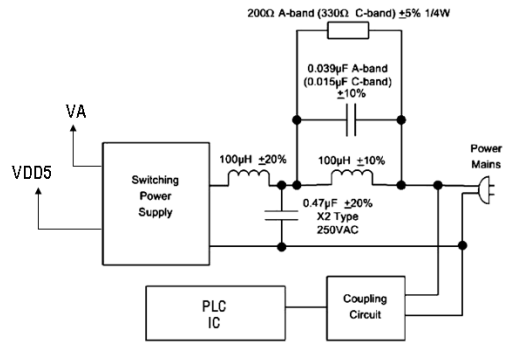 200Ω A-band (330Ω C-band) ±5% 1/4W
0.039µF A-band
(0.015µF C-band)
±10%
VA
VDD5
Switching
Power
Supply
100µH ±20%
100µH ±10%
Power
Mains
0.47µF ±20%
X2 Type
250VAC
PLC
IC
Coupling
Circuit